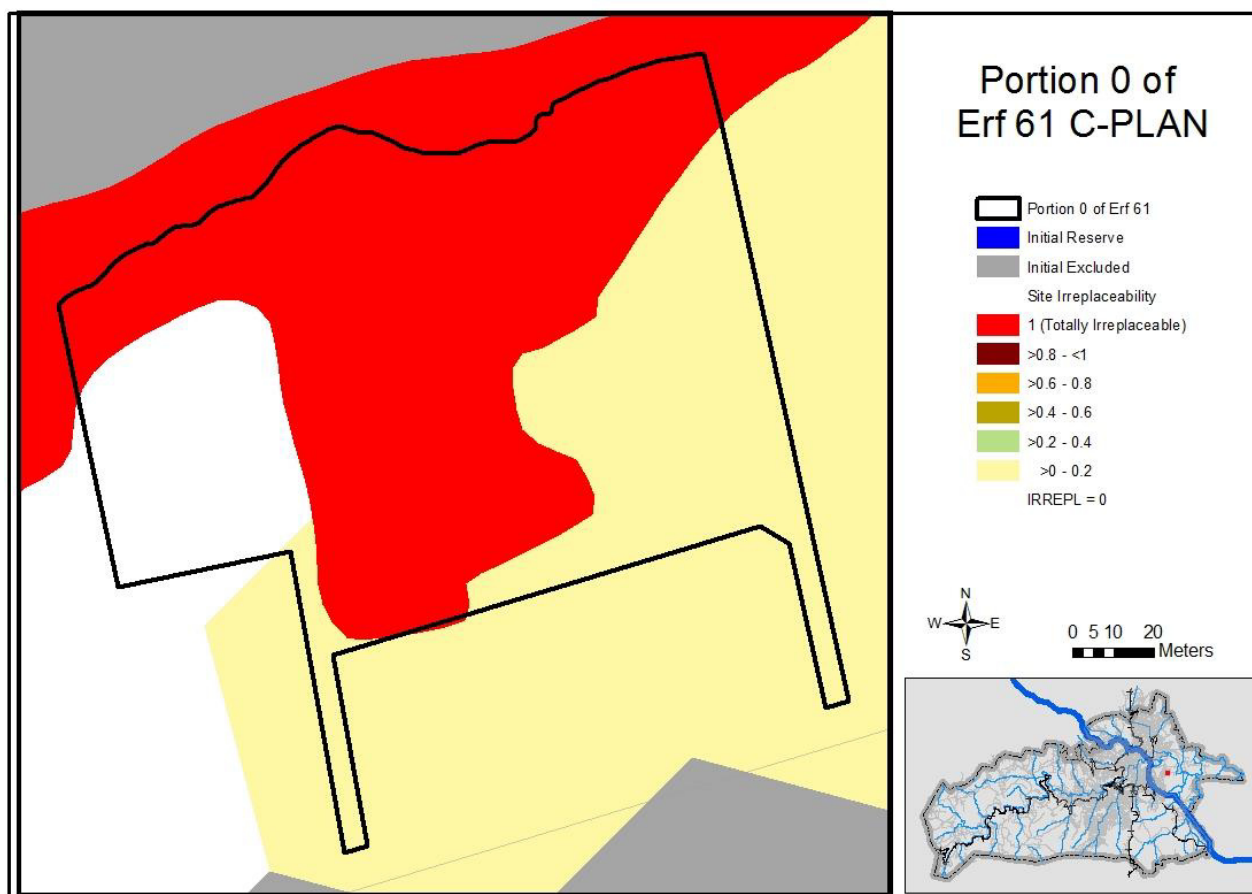 Portion 0 of
Erf 61 C-PLAN
Portion 0 of Erf 61
Initial Reserve
Initial Excluded
Site Irreplaceability
1 (Totally Irreplaceable)
>0.8 - <1
>0.6 - 0.8
>0.4 - 0.6
>0.2 - 0.4
>0 - 0.2
IRREPL = 0
N
W E
S
0 5 10 20
Meters